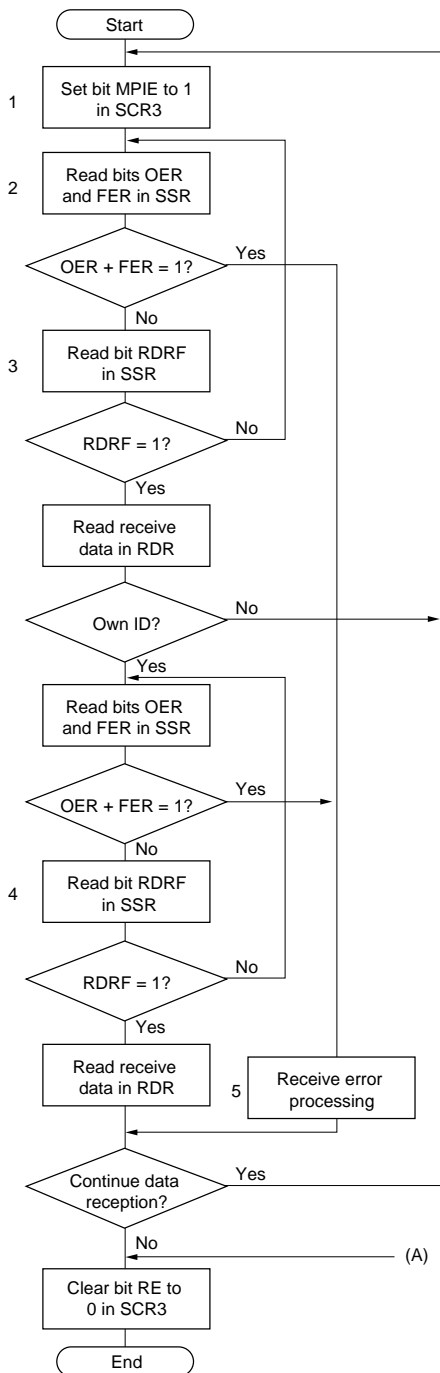 Start
1
Set bit MPIE to 1
in SCR3
2
Read bits OER
and FER in SSR
OER + FER = 1?
Yes
No
3
Read bit RDRF
in SSR
RDRF = 1?
No
Yes
Read receive
data in RDR
Own ID?
No
Yes
Read bits OER
and FER in SSR
OER + FER = 1?
Yes
No
4
Read bit RDRF
in SSR
RDRF = 1?
No
Yes
Read receive
data in RDR
5
Receive error
processing
Continue data
reception?
Yes
No
(A)
Clear bit RE to
0 in SCR3
End